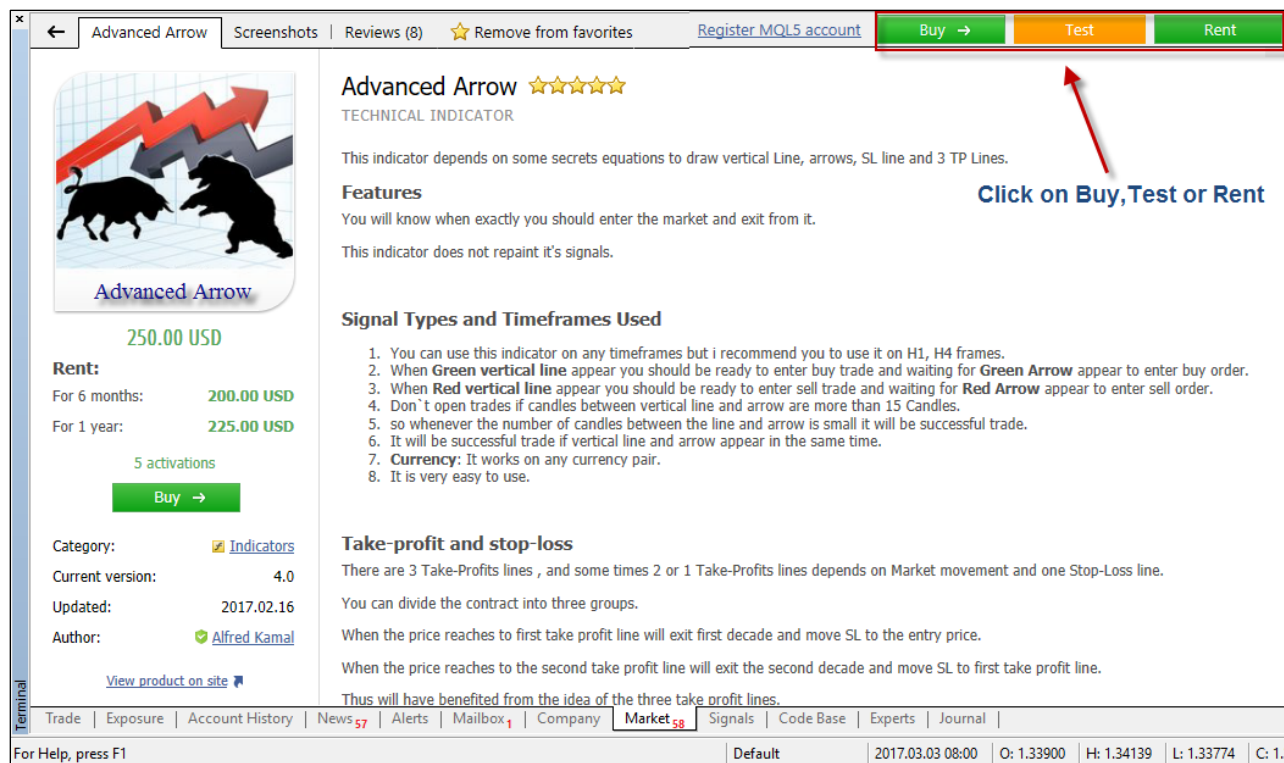 Advanced Arrow | Screenshots | Reviews (8) Remove from favorites Register MQL5 account Buy → Test Rent
Advanced Arrow
TECHNICAL INDICATOR
This indicator depends on some secrets equations to draw vertical Line, arrows, SL line and 3 TP Lines.
Click on Buy,Test or Rent
Features
You will know when exactly you should enter the market and exit from it.
This indicator does not repaint it's signals.
Advanced Arrow
250.00 USD
Rent:
For 6 months: 200.00 USD
For 1 year: 225.00 USD
5 activations
Buy →
Category: Indicators
Current version: 4.0
Updated: 2017.02.16
Author: Alfred Kamal
View product on site
Signal Types and Timeframes Used
1. You can use this indicator on any timeframes but i recommend you to use it on H1, H4 frames.
2. When Green vertical line appear you should be ready to enter buy trade and waiting for Green Arrow appear to enter buy order.
3. When Red vertical line appear you should be ready to enter sell trade and waiting for Red Arrow appear to enter sell order.
4. Don`t open trades if candles between vertical line and arrow are more than 15 Candles.
5. so whenever the number of candles between the line and arrow is small it will be successful trade.
6. It will be successful trade if vertical line and arrow appear in the same time.
7. Currency: It works on any currency pair.
8. It is very easy to use.
Take-profit and stop-loss
There are 3 Take-Profits lines , and some times 2 or 1 Take-Profits lines depends on Market movement and one Stop-Loss line.
You can divide the contract into three groups.
When the price reaches to first take profit line will exit first decade and move SL to the entry price.
When the price reaches to the second take profit line will exit the second decade and move SL to first take profit line.
Thus will have benefited from the idea of the three take profit lines.
Terminal
Trade | Exposure | Account History | News 57 | Alerts | Mailbox 1 | Company | Market 58 | Signals | Code Base | Experts | Journal |
For Help, press F1 Default 2017.03.03 08:00 O: 1.33900 H: 1.34139 L: 1.33774 C: 1.